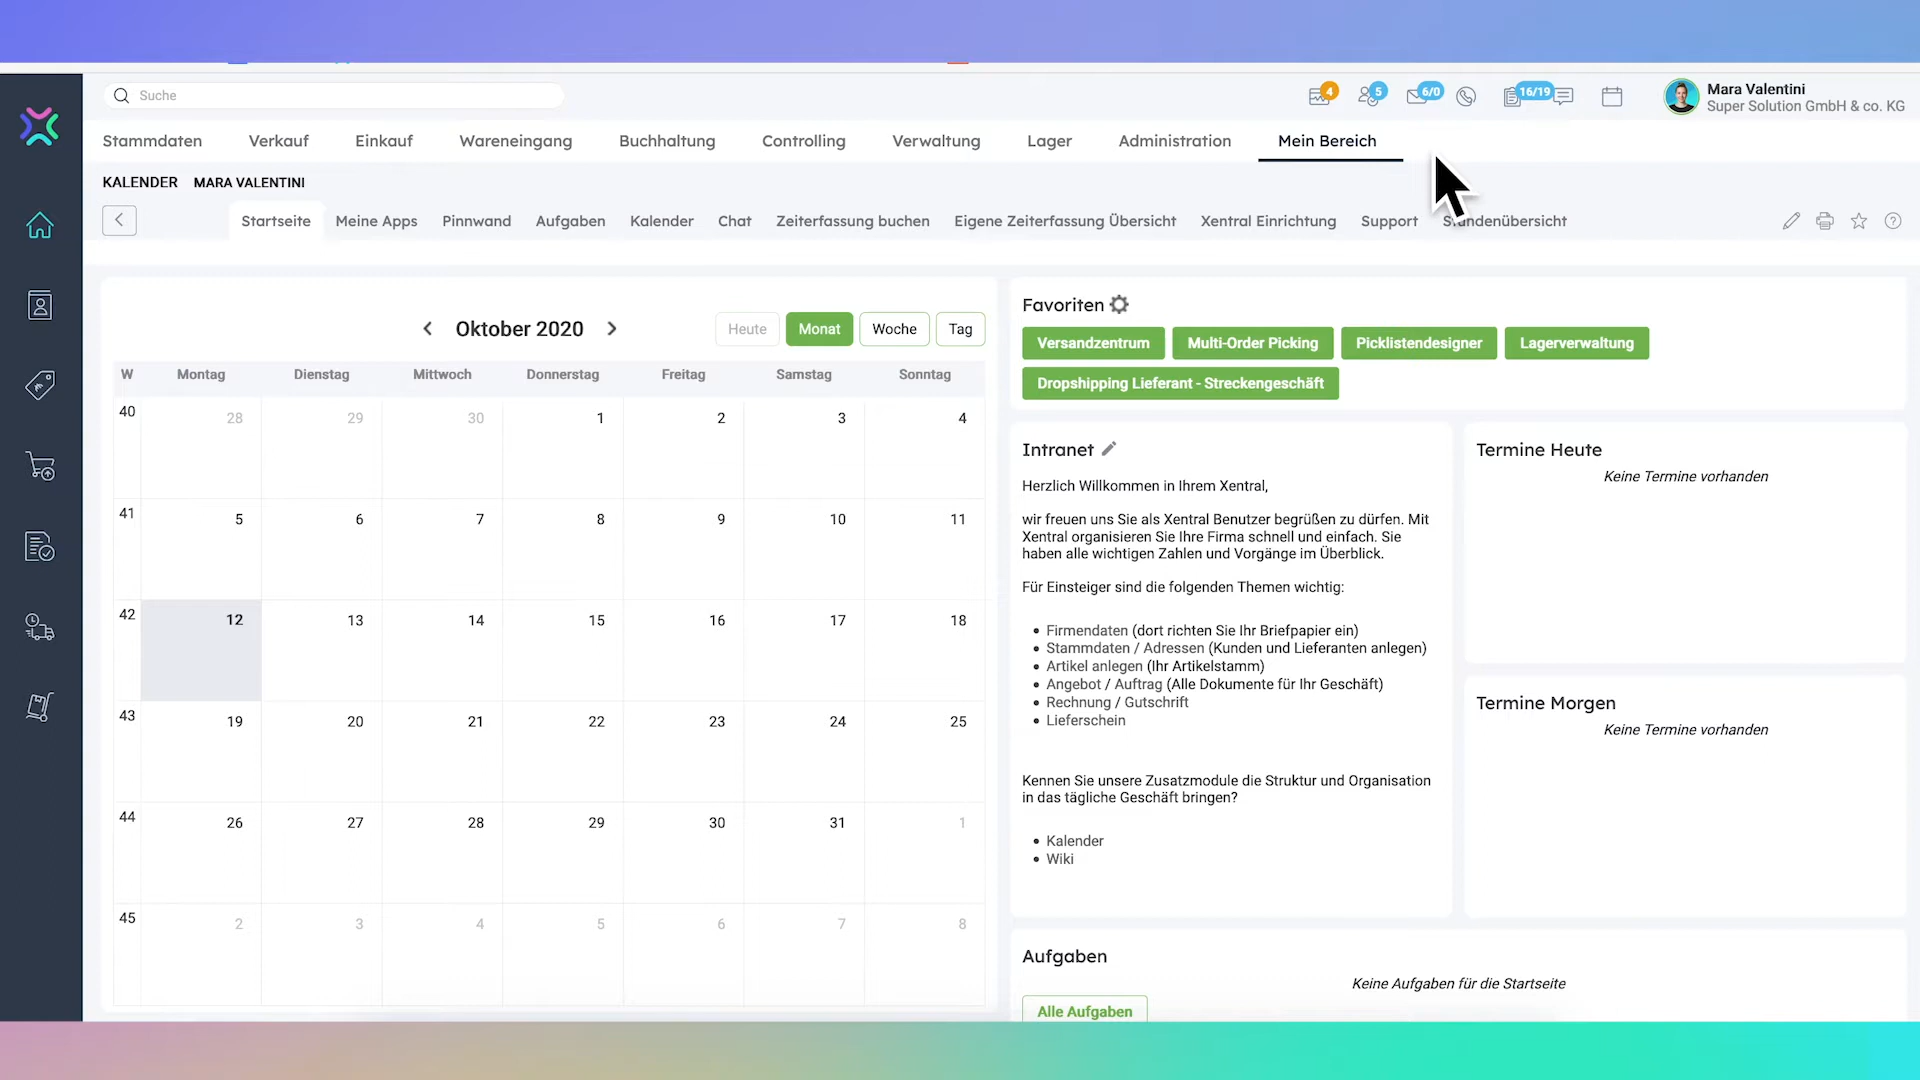 Suche
4
5
6/0
16/19
Mara Valentini
Super Solution GmbH & co. KG
Stammdaten Verkauf Einkauf Wareneingang Buchhaltung Controlling Verwaltung Lager Administration Mein Bereich
KALENDER MARA VALENTINI
Startseite Meine Apps Pinnwand Aufgaben Kalender Chat Zeiterfassung buchen Eigene Zeiterfassung Übersicht Xentral Einrichtung Support Stundenübersicht
Oktober 2020
Heute Monat Woche Tag
W Montag Dienstag Mittwoch Donnerstag Freitag Samstag Sonntag
40 28 29 30 1 2 3 4
41 5 6 7 8 9 10 11
42 12 13 14 15 16 17 18
43 19 20 21 22 23 24 25
44 26 27 28 29 30 31 1
45 2 3 4 5 6 7 8
Favoriten
Versandzentrum Multi-Order Picking Picklistendesigner Lagerverwaltung
Dropshipping Lieferant - Streckengeschäft
Intranet
Herzlich Willkommen in Ihrem Xentral,
wir freuen uns Sie als Xentral Benutzer begrüßen zu dürfen. Mit
Xentral organisieren Sie Ihre Firma schnell und einfach. Sie
haben alle wichtigen Zahlen und Vorgänge im Überblick.
Für Einsteiger sind die folgenden Themen wichtig:
• Firmendaten (dort richten Sie Ihr Briefpapier ein)
• Stammdaten / Adressen (Kunden und Lieferanten anlegen)
• Artikel anlegen (Ihr Artikelstamm)
• Angebot / Auftrag (Alle Dokumente für Ihr Geschäft)
• Rechnung / Gutschrift
• Lieferschein
Kennen Sie unsere Zusatzmodule die Struktur und Organisation
in das tägliche Geschäft bringen?
• Kalender
• Wiki
Termine Heute
Keine Termine vorhanden
Termine Morgen
Keine Termine vorhanden
Aufgaben
Keine Aufgaben für die Startseite
Alle Aufgaben